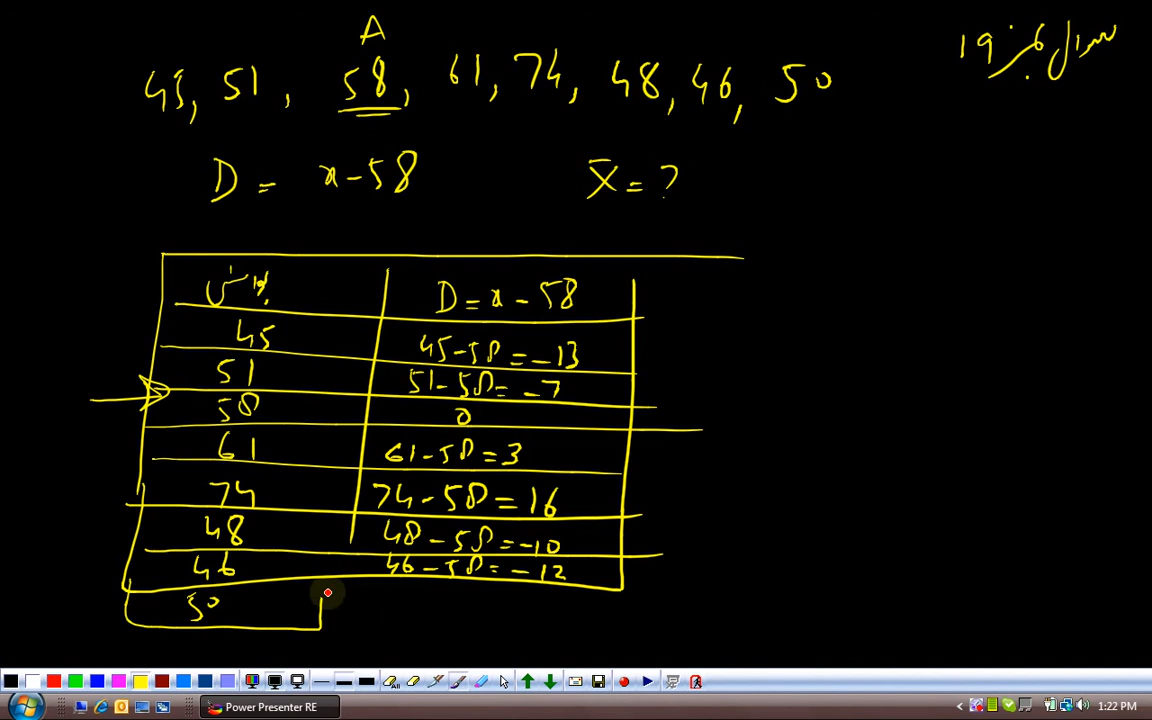 سوال نمبر 19
A
45, 51, 58, 61, 74, 48, 46, 50
D = x-58 X̄ = ?
D = x - 58
45 45-58 = -13
51 51-58 = -7
58 0
61 61-58 = 3
74 74-58 = 16
48 48-58 = -10
46 46-58 = -12
50
Power Presenter RE
1:22 PM